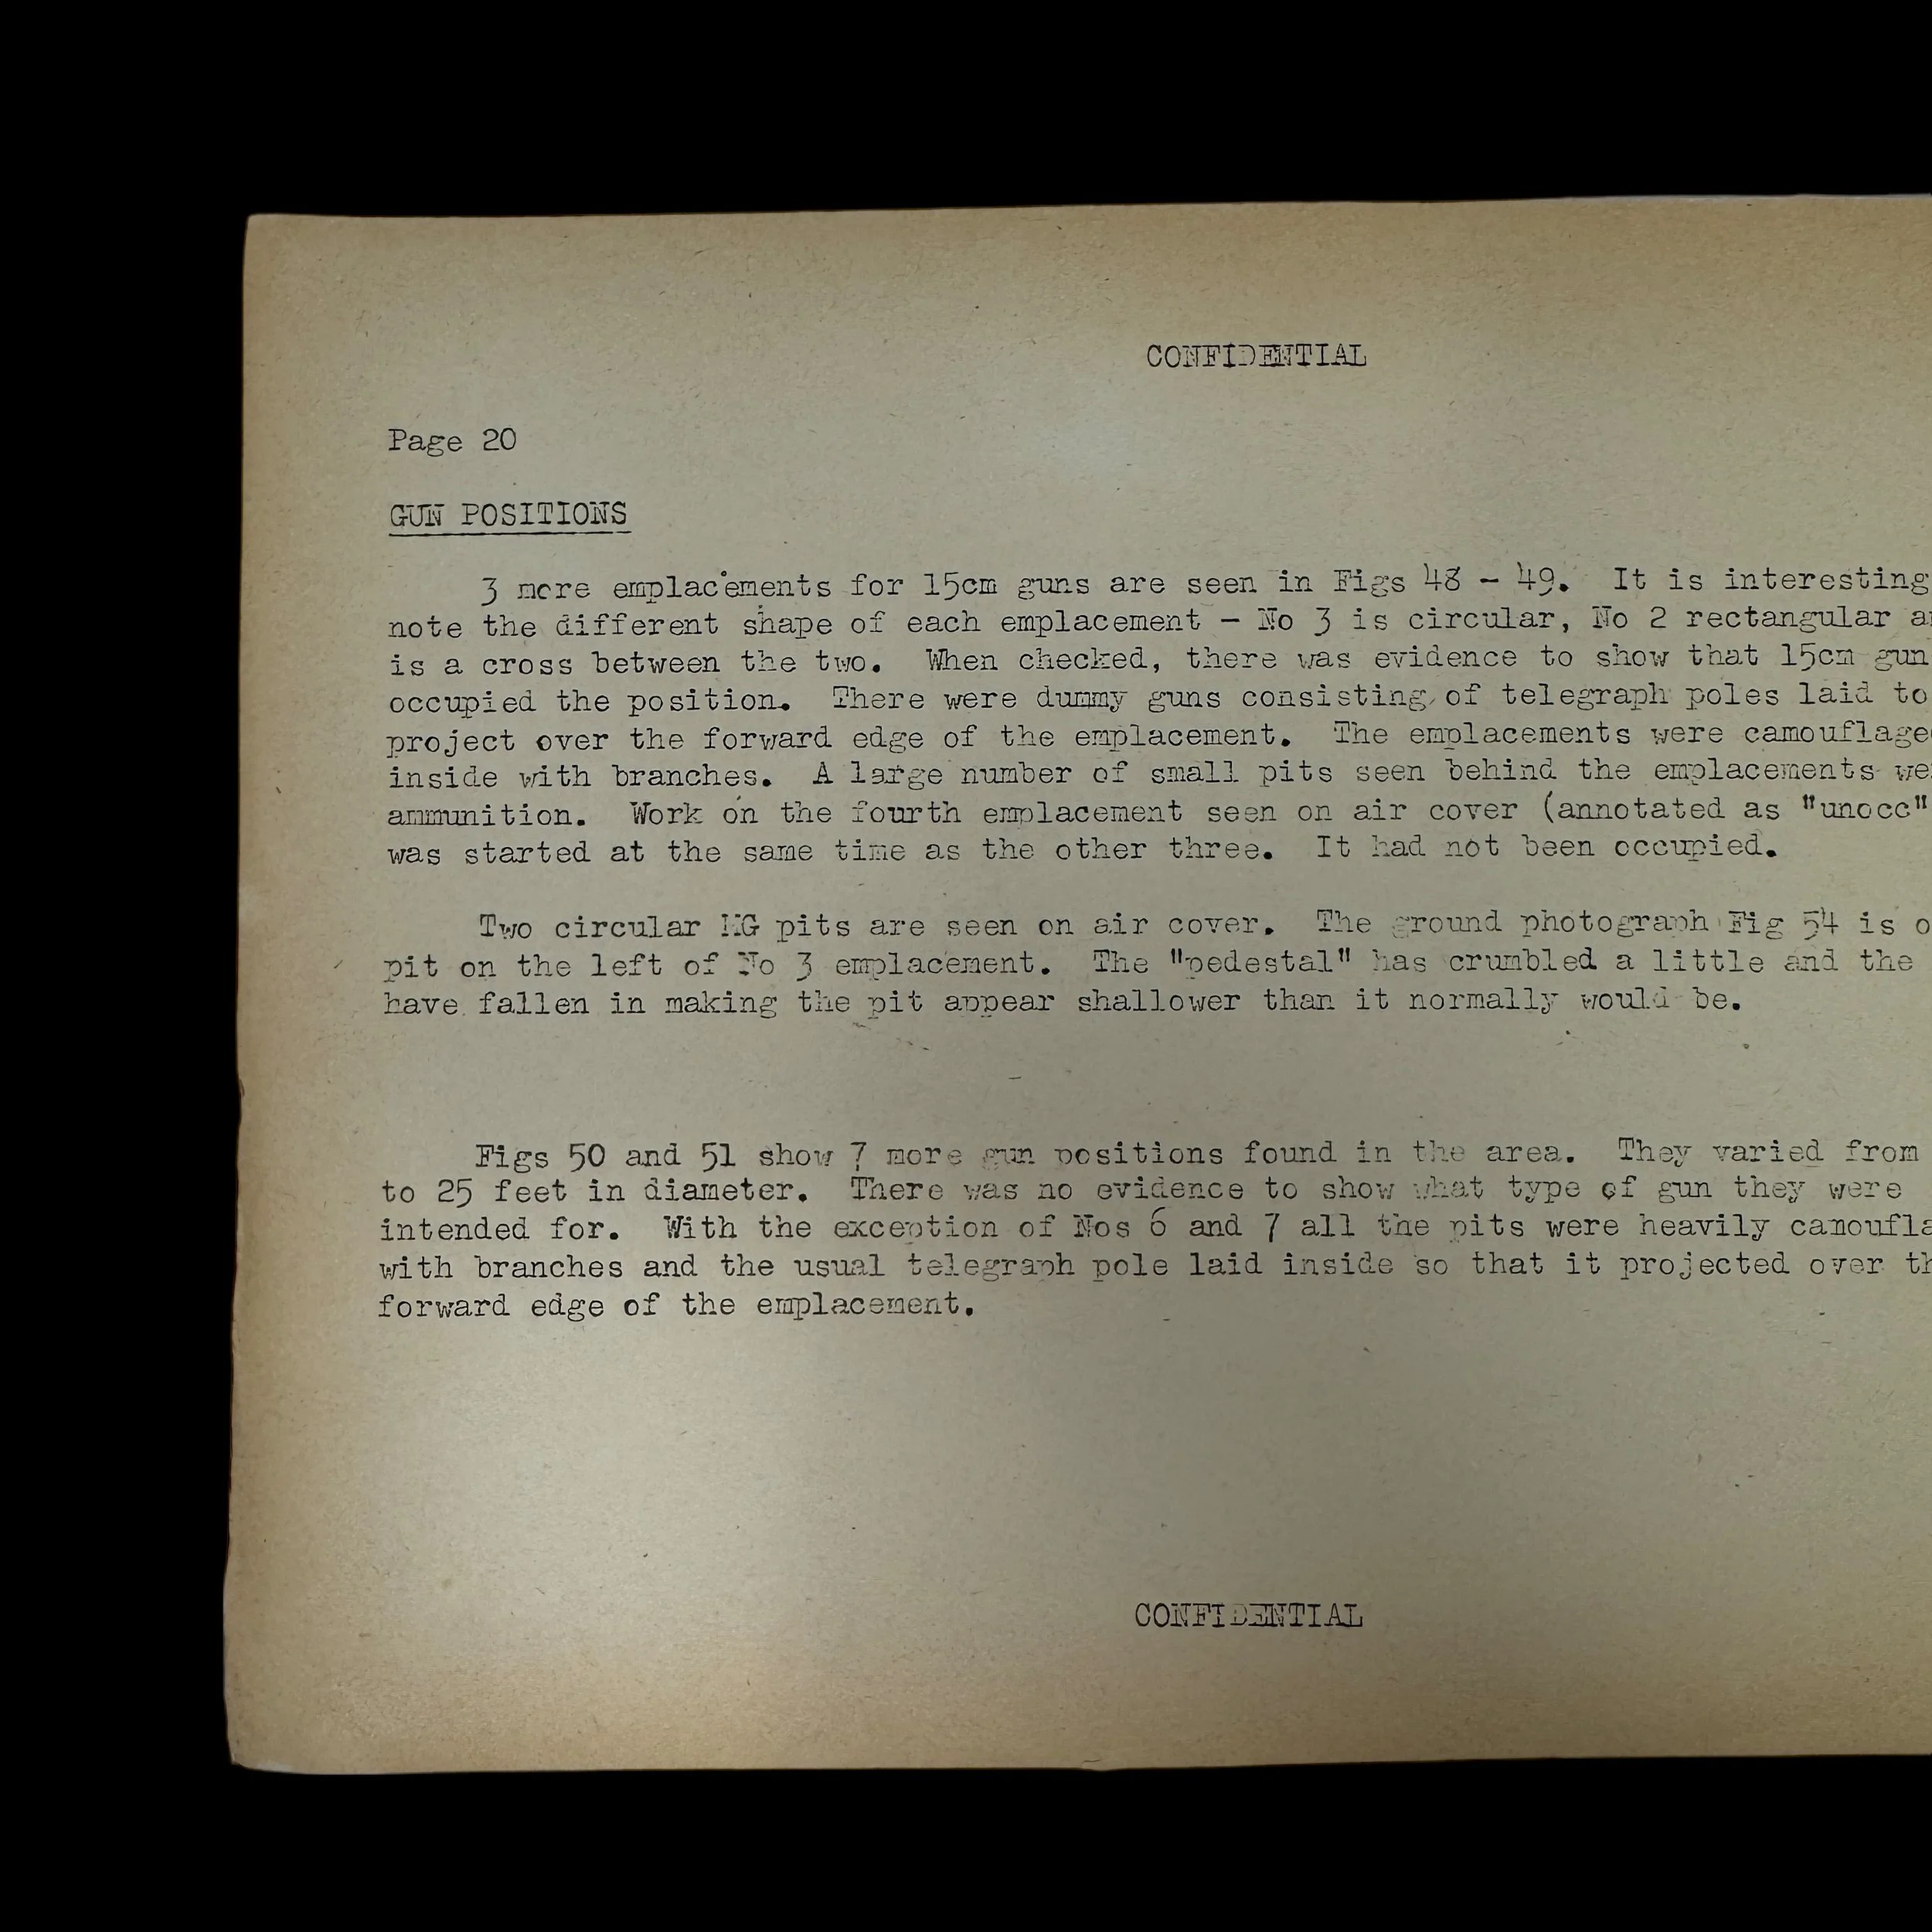 CONFIDENTIAL
Page 20
GUN POSITIONS
3 more emplacements for 15cm guns are seen in Figs 48 - 49. It is interesting
note the different shape of each emplacement - No 3 is circular, No 2 rectangular
is a cross between the two. When checked, there was evidence to show that 15cm gun
occupied the position. There were dummy guns consisting of telegraph poles laid to
project over the forward edge of the emplacement. The emplacements were camouflage
inside with branches. A large number of small pits seen behind the emplacements
ammunition. Work on the fourth emplacement seen on air cover (annotated as "unocc"
was started at the same time as the other three. It had not been occupied.
Two circular MG pits are seen on air cover. The ground photograph Fig 54 is
pit on the left of No 3 emplacement. The "pedestal" has crumbled a little and the
have fallen in making the pit appear shallower than it normally would be.
Figs 50 and 51 show 7 more gun positions found in the area. They varied from
to 25 feet in diameter. There was no evidence to show what type of gun they were
intended for. With the exception of Nos 6 and 7 all the pits were heavily camoufla
with branches and the usual telegraph pole laid inside so that it projected over
forward edge of the emplacement.
CONFIDENTIAL